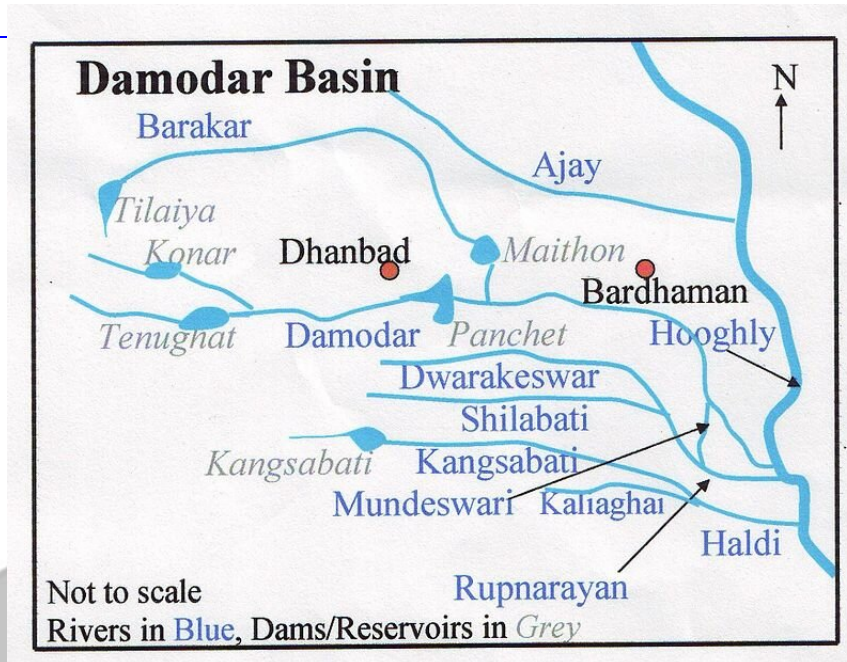 Damodar Basin
N
Barakar
Ajay
Tilaiya
Konar
Dhanbad
Maithon
Bardhaman
Tenughat
Damodar
Panchet
Hooghly
Dwarakeswar
Shilabati
Kangsabati
Kangsabati
Mundeswari
Kaliaghai
Haldi
Rupnarayan
Not to scale
Rivers in Blue, Dams/Reservoirs in Grey